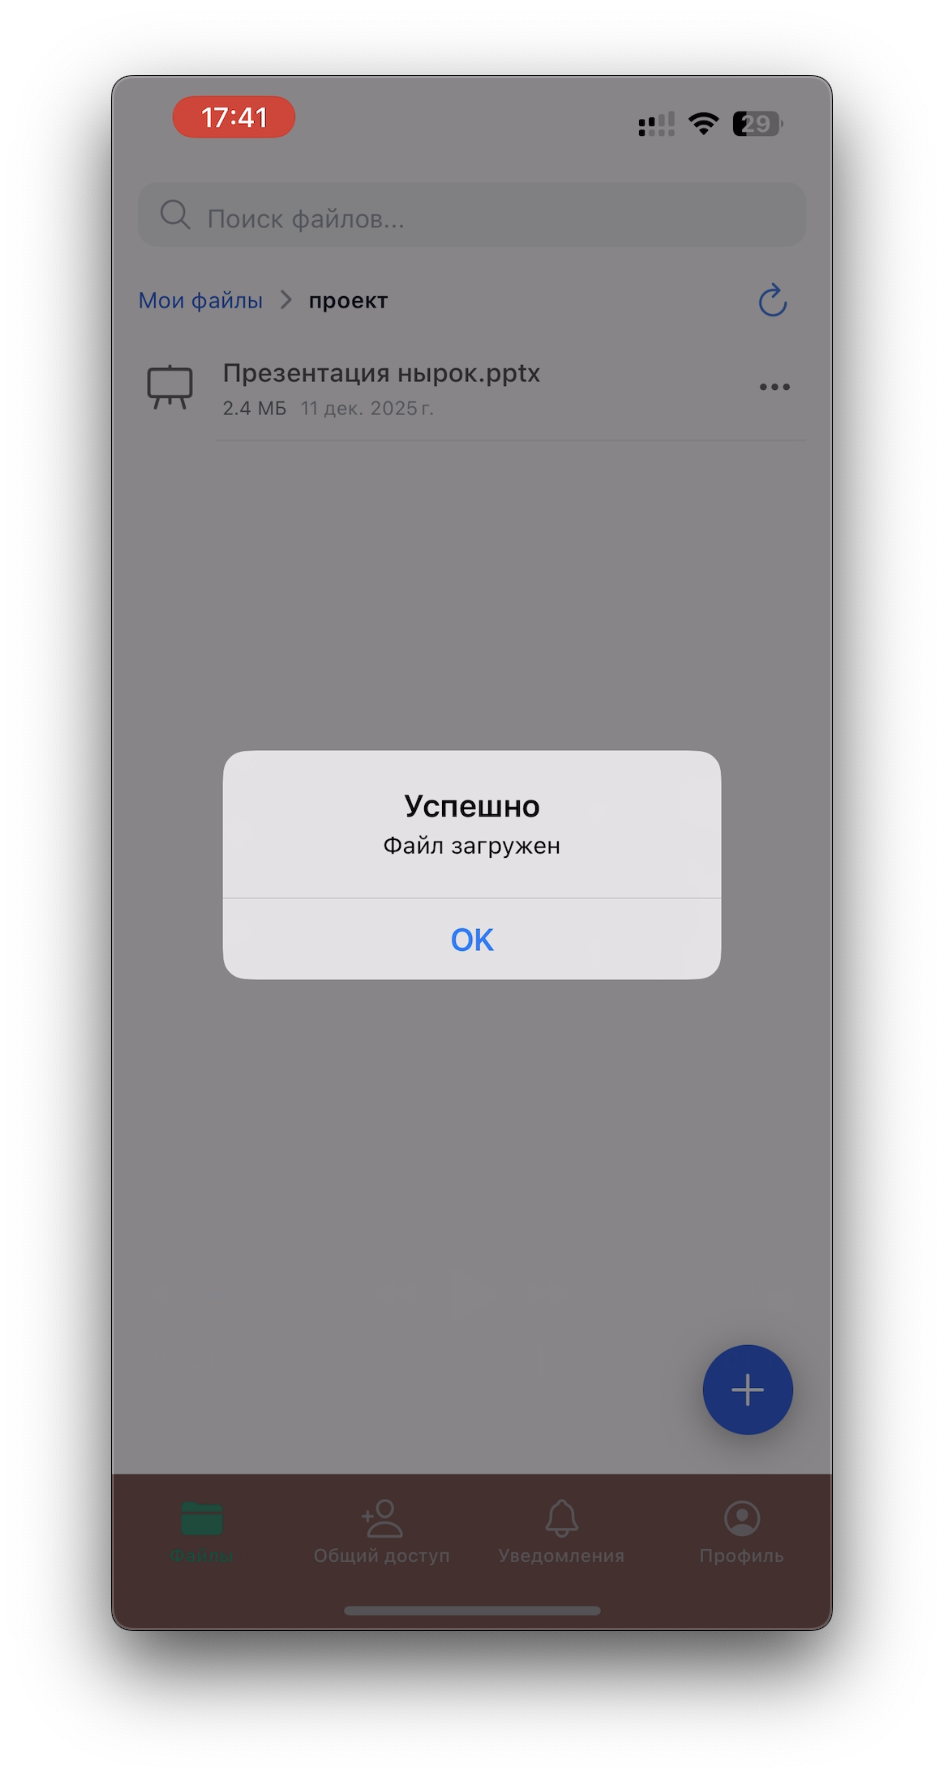 17:41
29
Поиск файлов...
Мои файлы > проект
Презентация нырок.pptx
2.4 МБ 11 дек. 2025 г.
Успешно
Файл загружен
OK
Файлы Общий доступ Уведомления Профиль